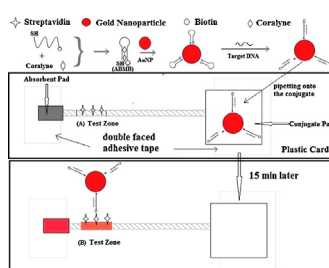 Streptavidin Gold Nanoparticle Biotin Coralyne
SH
+
Coralyne
SH
(ABMB)
AuNP
Target DNA
Absorbent Pad
pipetting onto
the conjugate
(A) Test Zone
Conjugate Pa
double faced
adhesive tape
Plastic Card
15 min later
(B) Test Zone